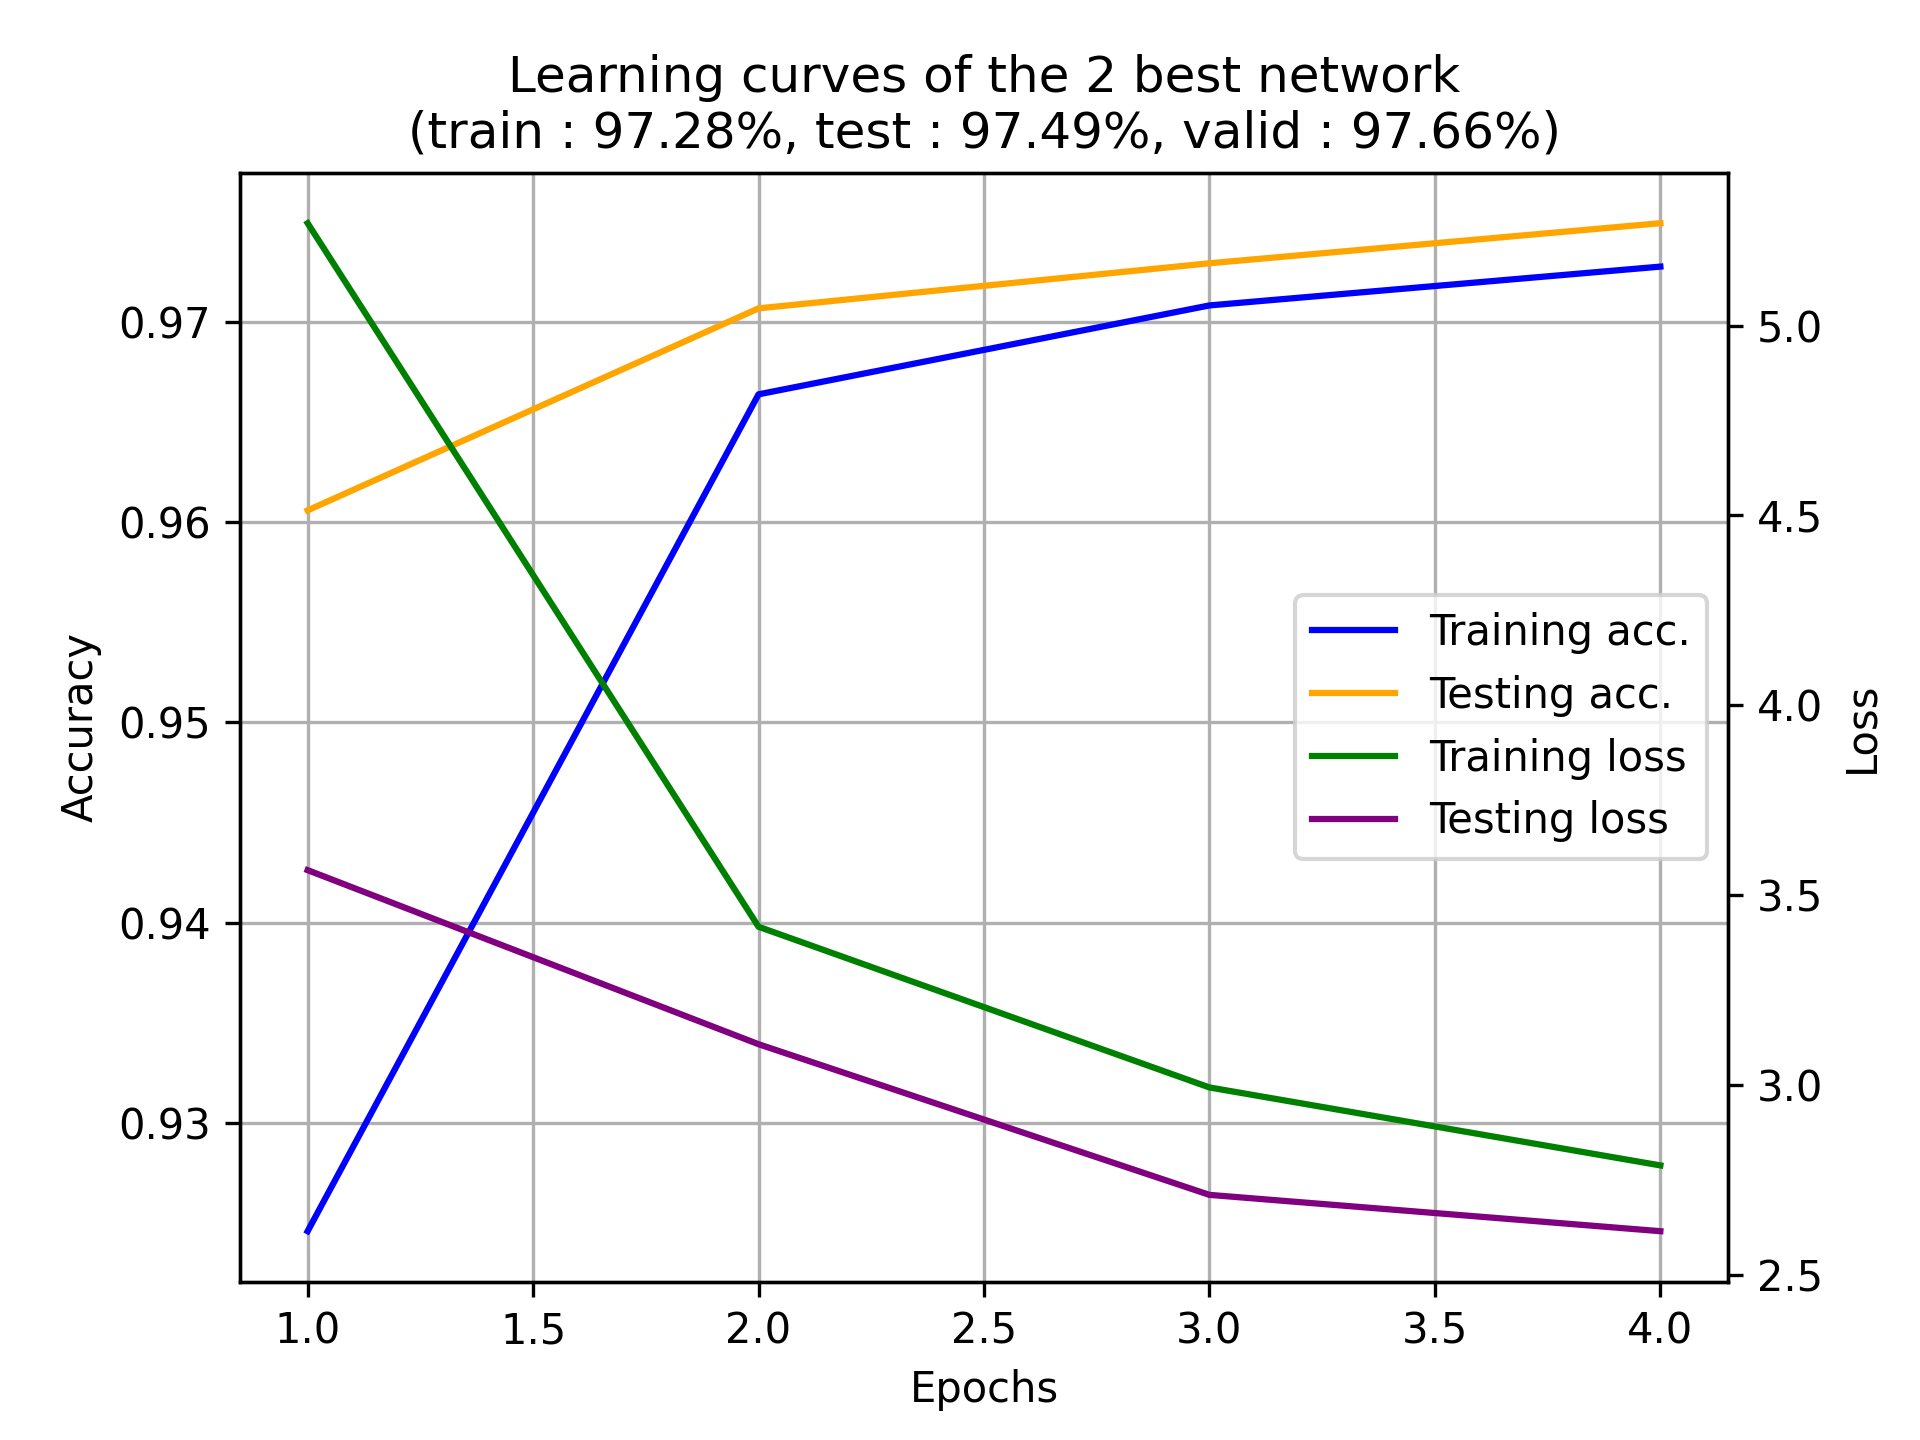 Learning curves of the 2 best network
(train : 97.28%, test : 97.49%, valid : 97.66%)
Accuracy
0.97
0.96
0.95
0.94
0.93
Training acc.
Testing acc.
Training loss
Testing loss
5.0
4.5
4.0
3.5
3.0
2.5
Loss
1.0 1.5 2.0 2.5 3.0 3.5 4.0
Epochs